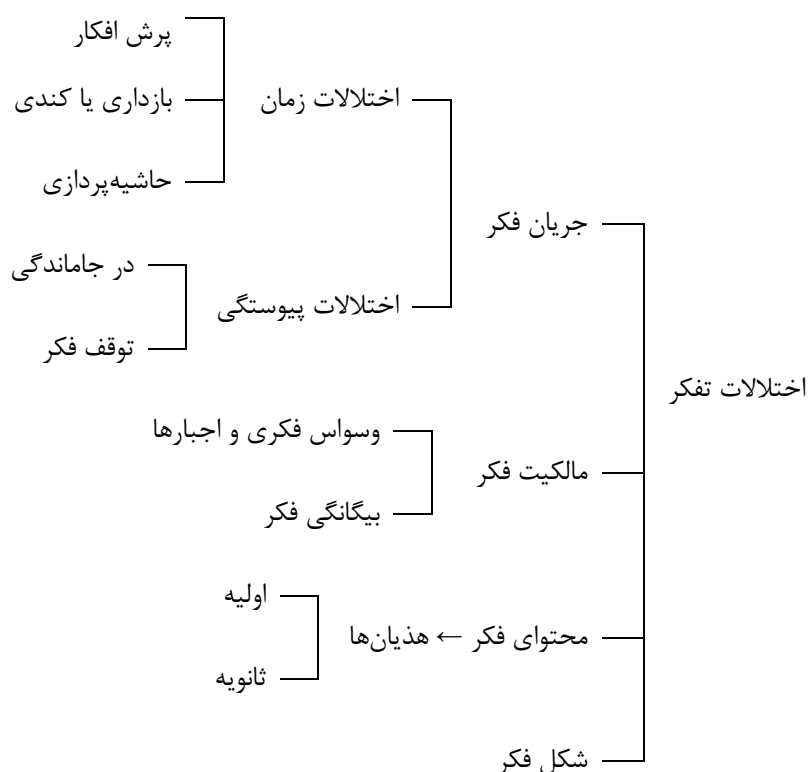 پرش افکار
اختلالات زمان
بازداری یا کندی
حاشیه‌پردازی
جریان فکر
در جاماندگی
اختلالات پیوستگی
توقف فکر
اختلالات تفکر
وسواس فکری و اجبارها
مالکیت فکر
بیگانگی فکر
اولیه
محتوای فکر ← هذیان‌ها
ثانویه
شکل فکر